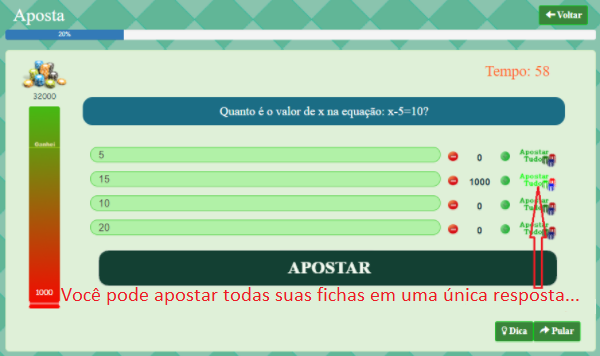 Aposta
Voltar
20%
Tempo: 58
32000
Quanto é o valor de x na equação: x-5=10?
Ganhei
5
0
Apostar
Tudo
15
1000
Apostar
Tudo
10
0
Apostar
Tudo
20
0
Apostar
Tudo
APOSTAR
1000
Você pode apostar todas suas fichas em uma única resposta...
Dica
Pular